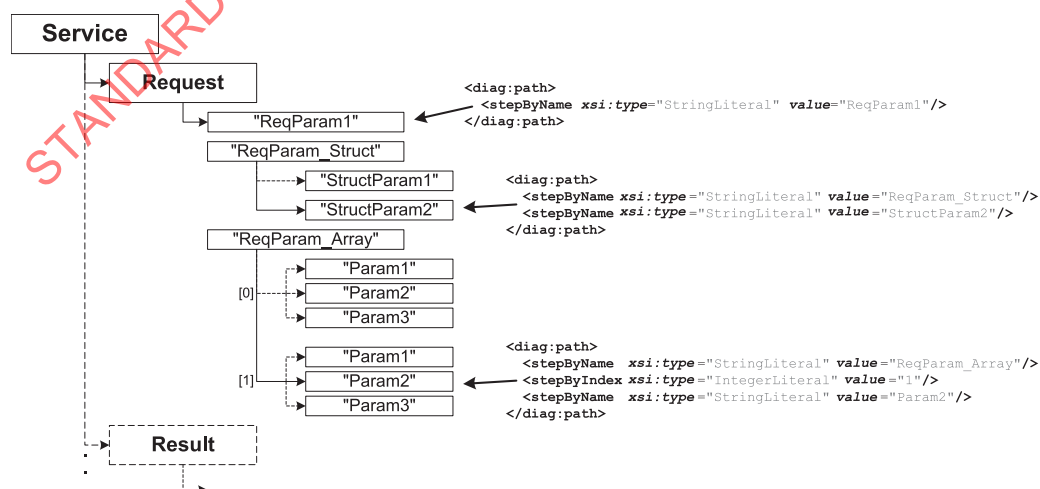 Service
STANDARD
Request
<diag:path>
<stepByName xsi:type="StringLiteral" value="ReqParam1"/>
</diag:path>
"ReqParam1"
"ReqParam_Struct"
"StructParam1"
"StructParam2"
<diag:path>
<stepByName xsi:type="StringLiteral" value="ReqParam_Struct"/>
<stepByName xsi:type="StringLiteral" value="StructParam2"/>
</diag:path>
"ReqParam_Array"
"Param1"
[0] "Param2"
"Param3"
"Param1"
[1] "Param2"
"Param3"
<diag:path>
<stepByName xsi:type="StringLiteral" value="ReqParam_Array"/>
<stepByIndex xsi:type="IntegerLiteral" value="1"/>
<stepByName xsi:type="StringLiteral" value="Param2"/>
</diag:path>
Result